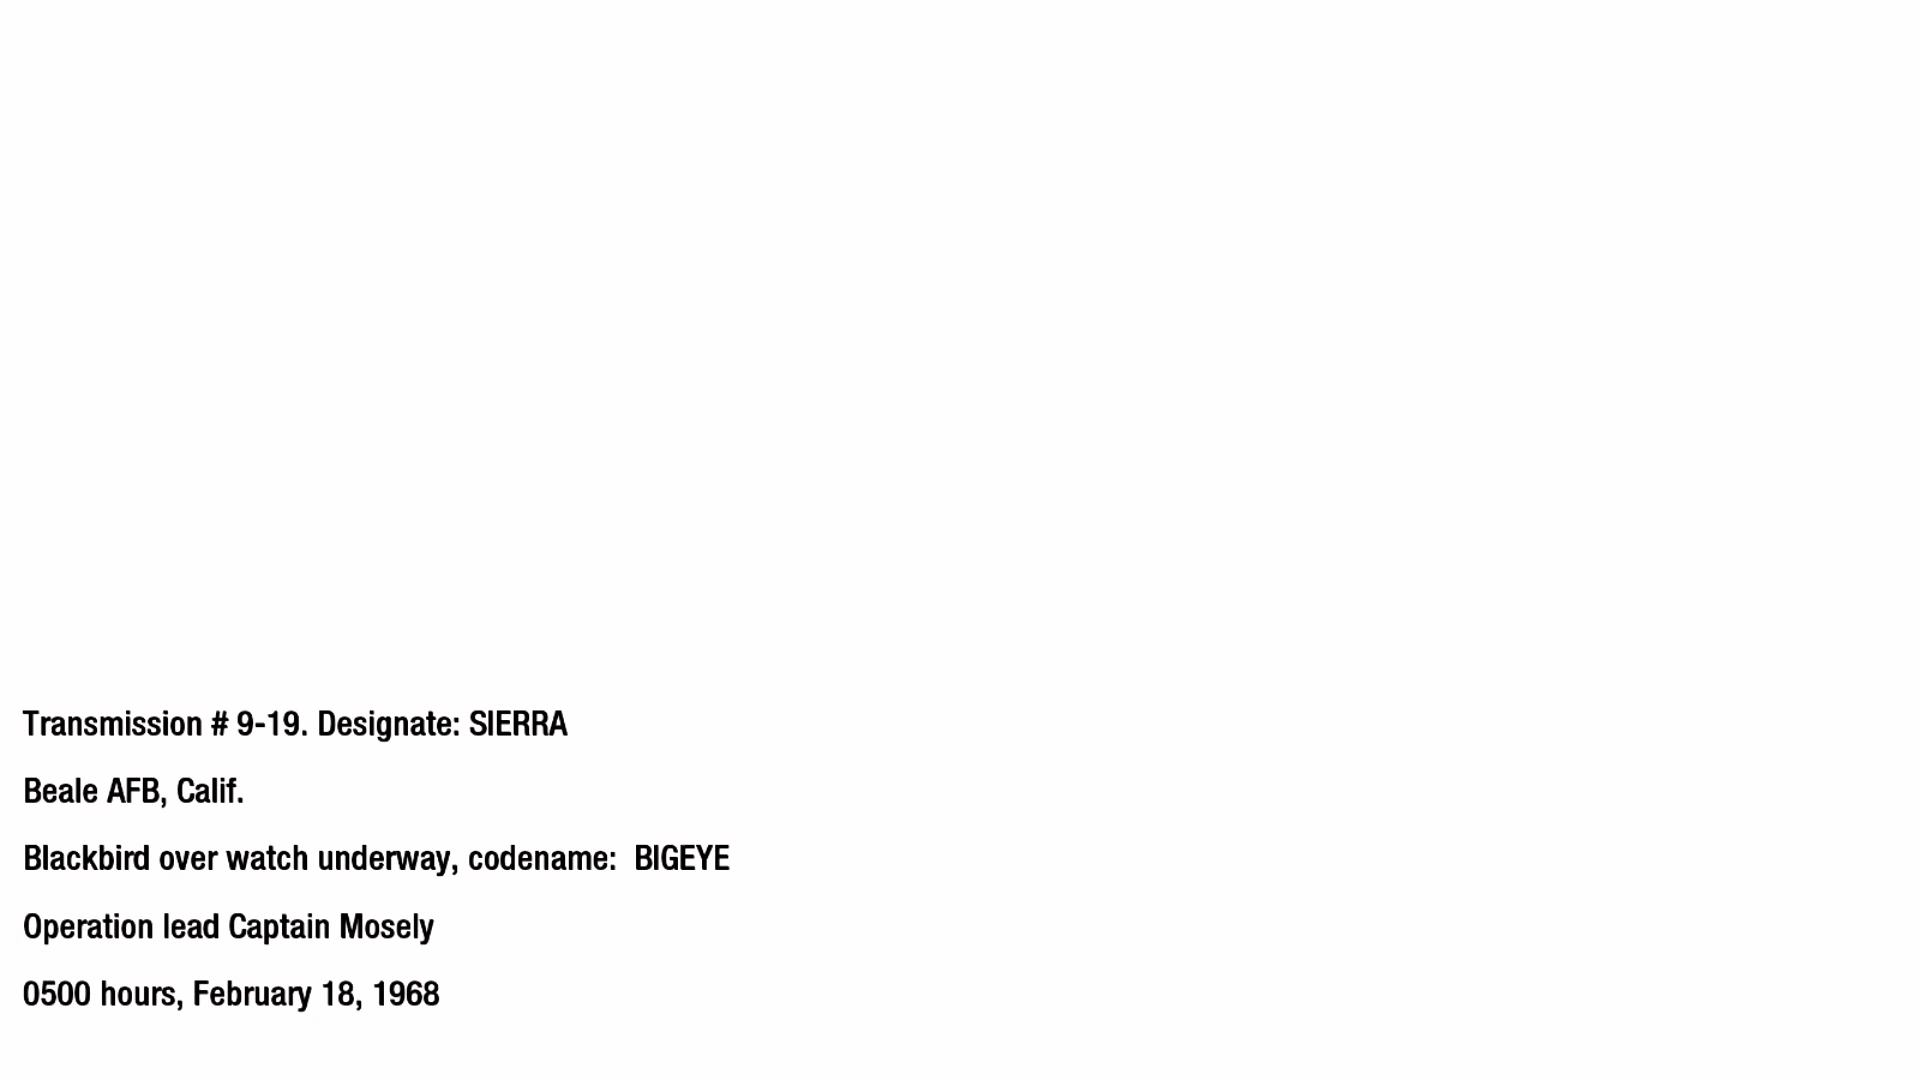 Transmission # 9-19. Designate: SIERRA
Beale AFB, Calif.
Blackbird over watch underway, codename:  BIGEYE
Operation lead Captain Mosely
0500 hours, February 18, 1968